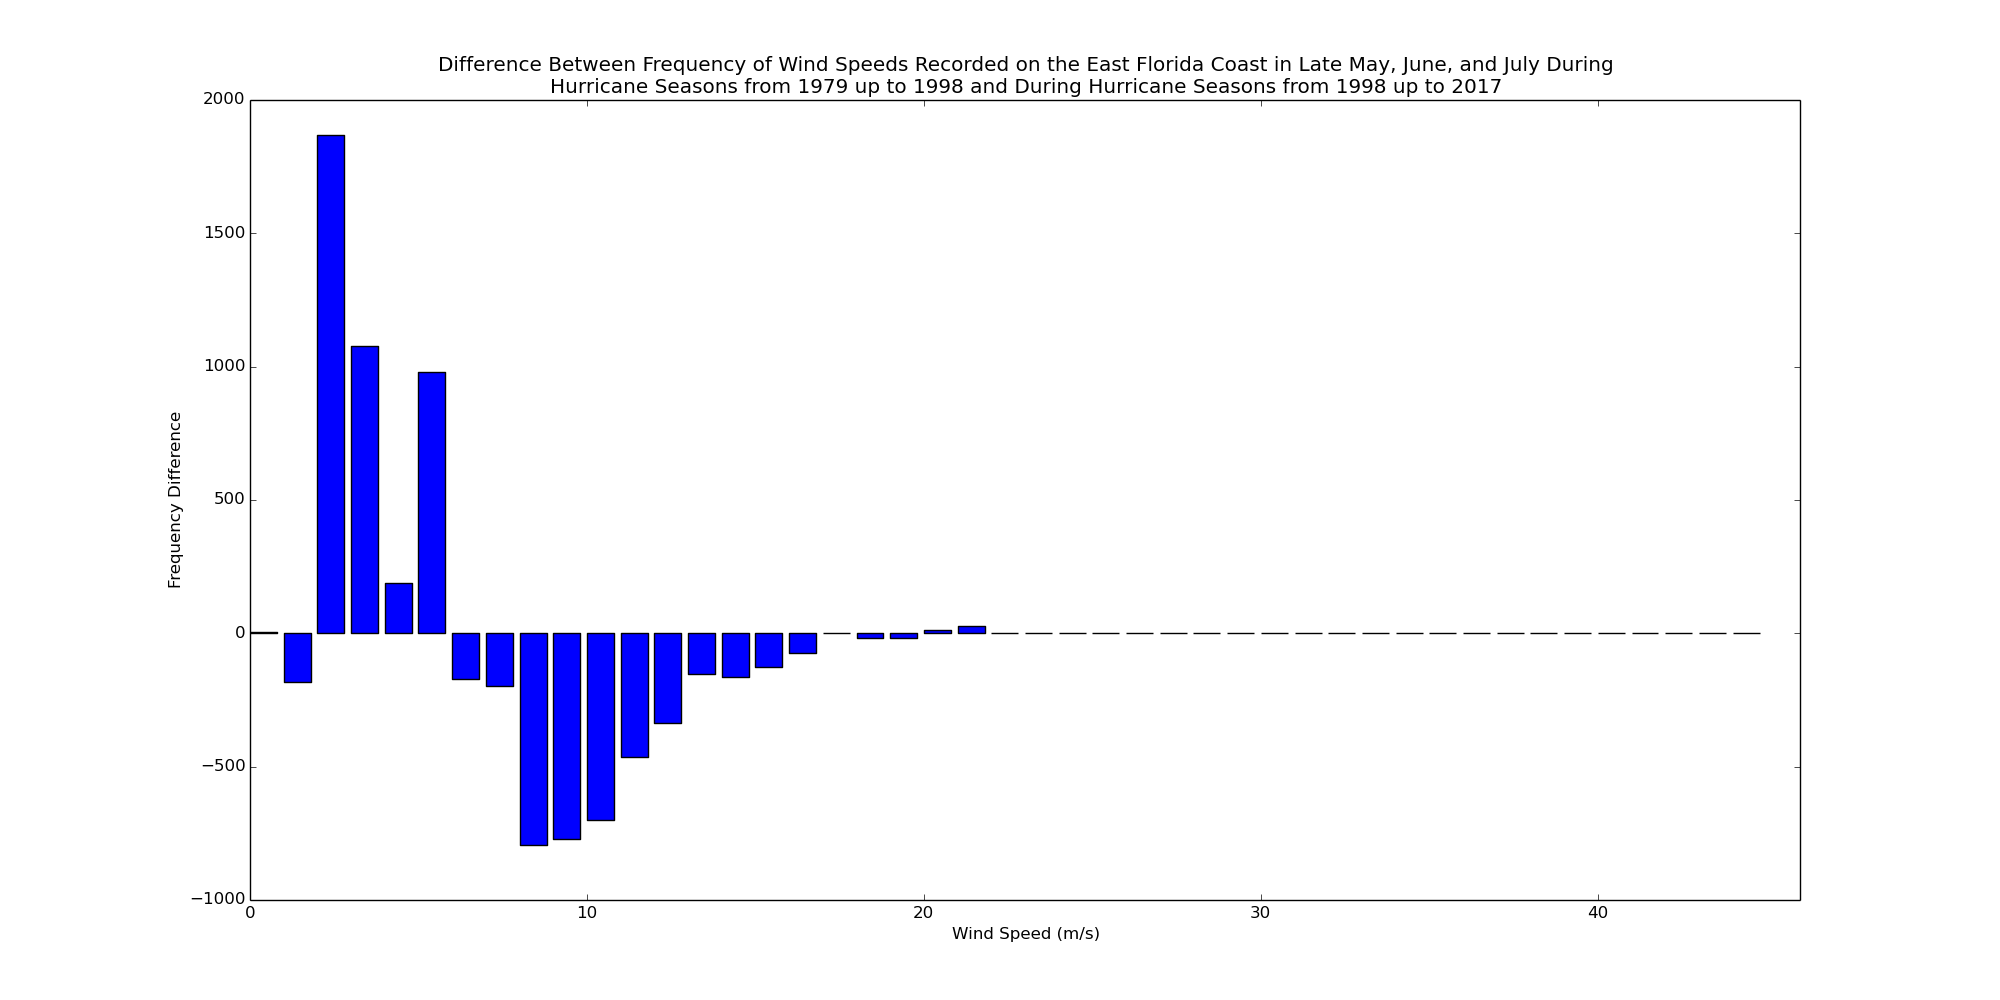 Difference Between Frequency of Wind Speeds Recorded on the East Florida Coast in Late May, June, and July During
Hurricane Seasons from 1979 up to 1998 and During Hurricane Seasons from 1998 up to 2017
2000
1500
1000
500
0
−500
−1000
Frequency Difference
0 10 20 30 40
Wind Speed (m/s)